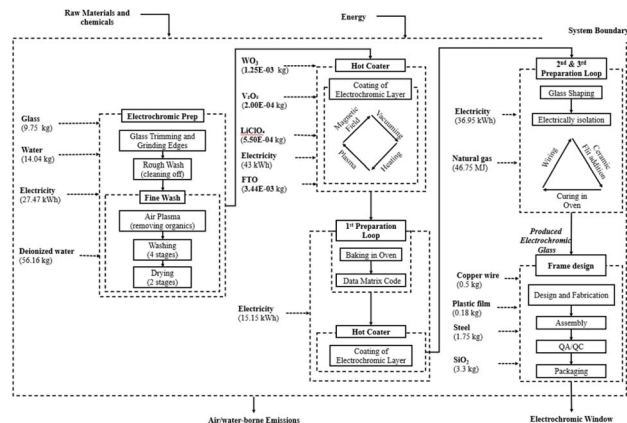 Raw Materials and
chemicals
Energy
System Boundary
Glass
(9.75 kg)
Water
(14.04 kg)
Electricity
(27.47 kWh)
Deionized water
(56.16 kg)
Electrochromic Prep
Glass Trimming and
Grinding Edges
Rough Wash
(cleaning off)
Fine Wash
Air Plasma
(removing organics)
Washing
(4 stages)
Drying
(2 stages)
WO₃
(1.25E-03 kg)
V₂O₅
(2.00E-04 kg)
LiClO₄
(5.50E-04 kg)
Electricity
(43 kWh)
FTO
(3.44E-03 kg)
Hot Coater
Coating of
Electrochromic Layer
Magnetic
Field
Vacuuming
Plasma
Heating
Electricity
(15.15 kWh)
1st Preparation
Loop
Baking in Oven
Data Matrix Code
Hot Coater
Coating of
Electrochromic Layer
Electricity
(36.95 kWh)
Natural gas
(46.75 MJ)
2nd & 3rd
Preparation Loop
Glass Shaping
Electrically isolation
Wiring
Ceramic
Flit addition
Curing in
Oven
Produced
Electrochromic
Glass
Copper wire
(0.5 kg)
Plastic film
(0.18 kg)
Steel
(1.75 kg)
SiO₂
(3.3 kg)
Frame design
Design and Fabrication
Assembly
QA/QC
Packaging
Air/water-borne Emissions
Electrochromic Window